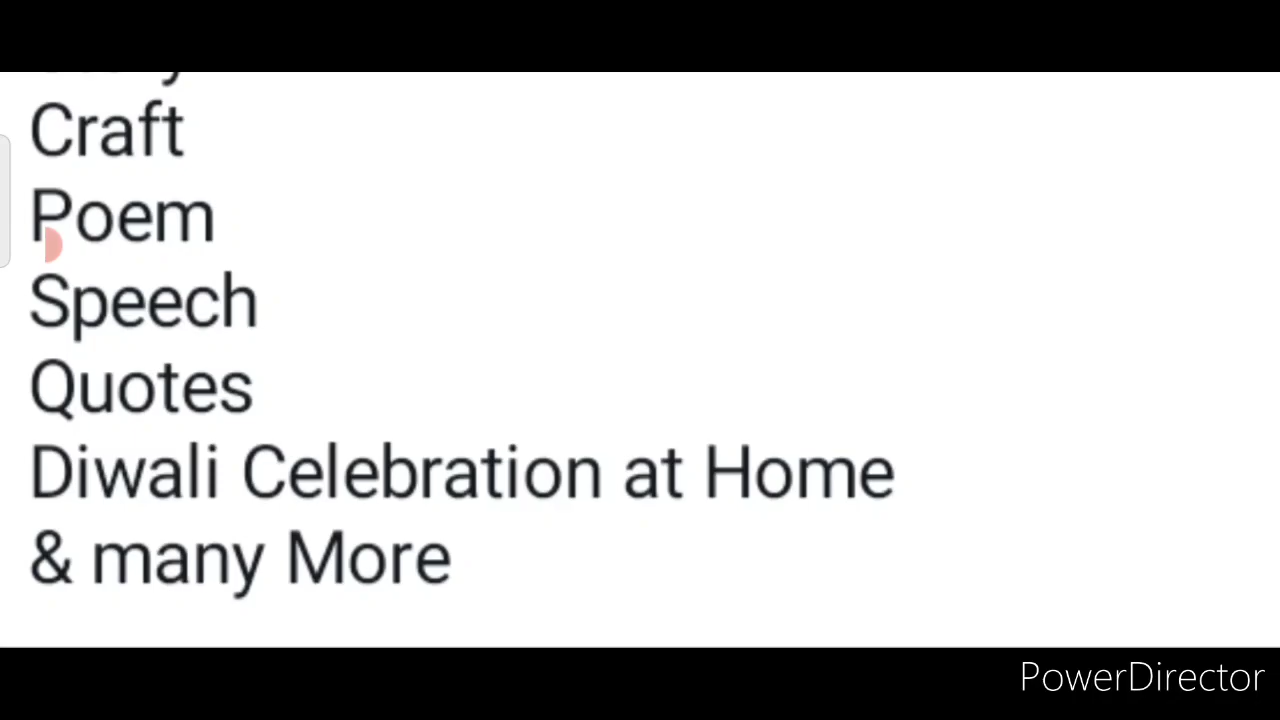 Craft
Poem
Speech
Quotes
Diwali Celebration at Home
& many More
PowerDirector